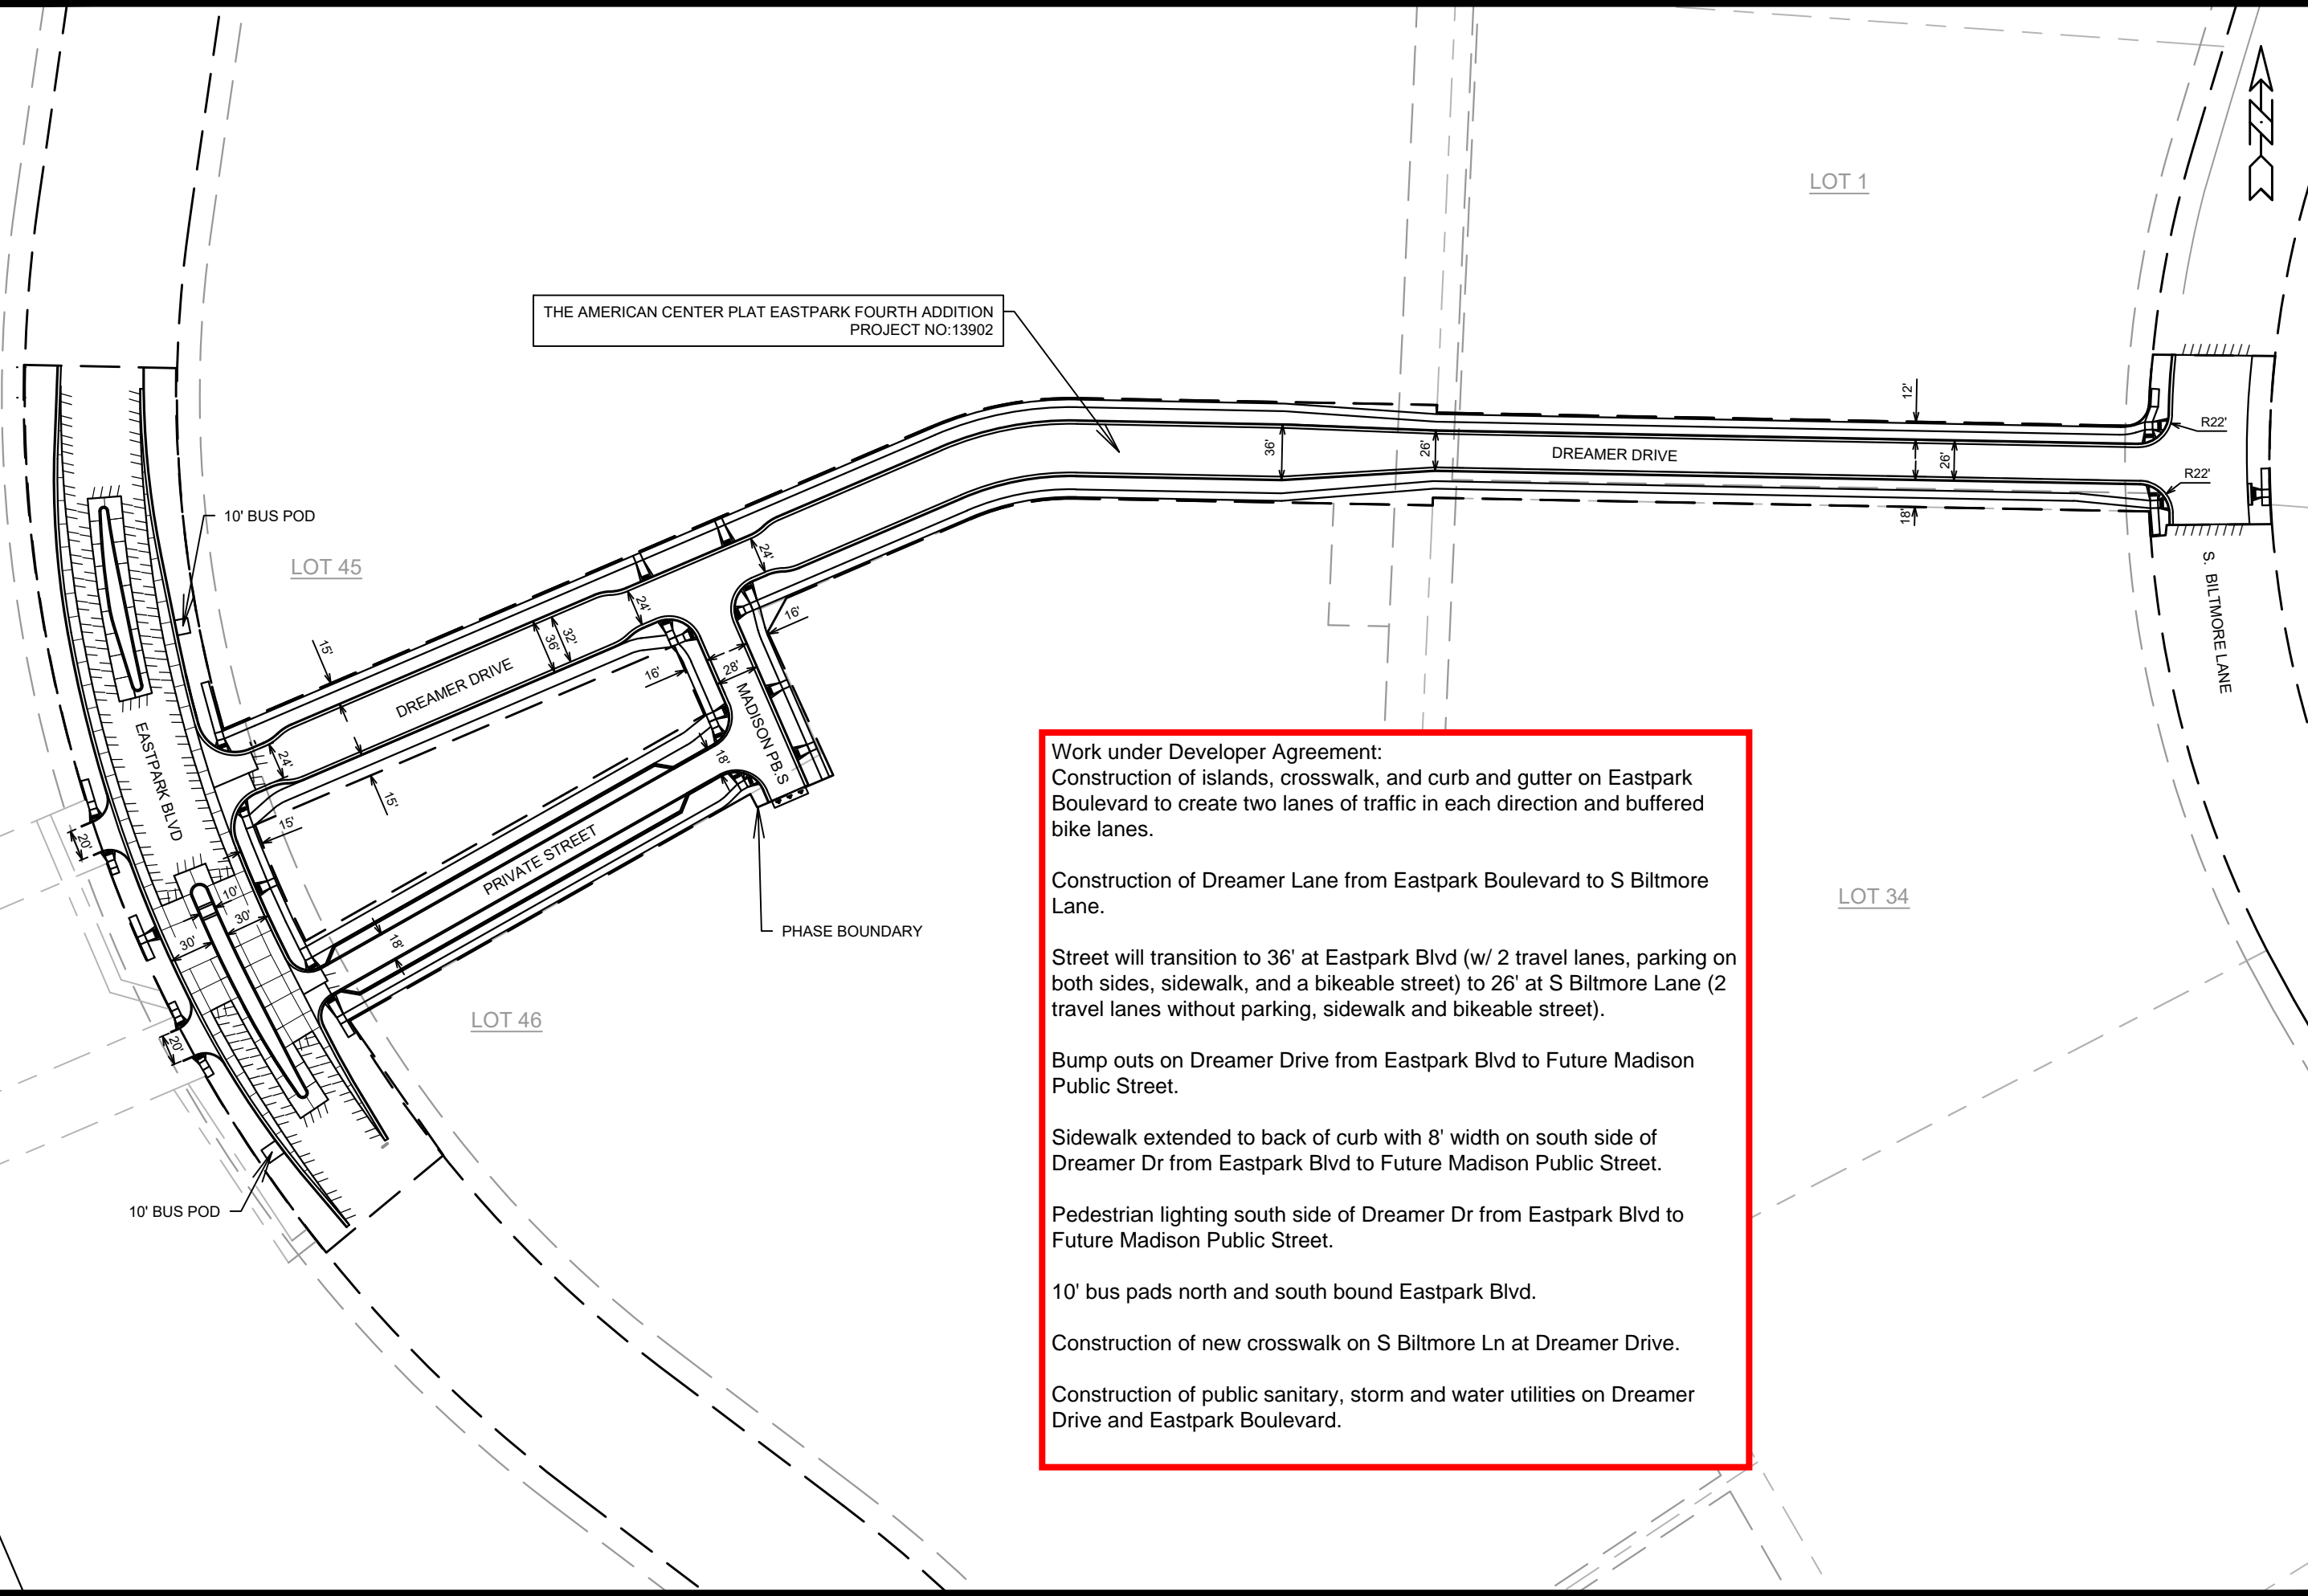 LOT 1
THE AMERICAN CENTER PLAT EASTPARK FOURTH ADDITION
PROJECT NO:13902
12'
R22'
36'
26'
DREAMER DRIVE
26'
R22'
18'
10' BUS POD
LOT 45
24'
24'
S. BILTMORE LANE
16'
15'
32'
36'
28'
16'
DREAMER DRIVE
MADISON PB.S
EASTPARK BLVD
24'
18'
15'
15'
20'
PRIVATE STREET
10'
30'
30'
18'
PHASE BOUNDARY
LOT 46
20'
10' BUS POD
LOT 34
Work under Developer Agreement:
Construction of islands, crosswalk, and curb and gutter on Eastpark
Boulevard to create two lanes of traffic in each direction and buffered
bike lanes.
Construction of Dreamer Lane from Eastpark Boulevard to S Biltmore
Lane.
Street will transition to 36' at Eastpark Blvd (w/ 2 travel lanes, parking on
both sides, sidewalk, and a bikeable street) to 26' at S Biltmore Lane (2
travel lanes without parking, sidewalk and bikeable street).
Bump outs on Dreamer Drive from Eastpark Blvd to Future Madison
Public Street.
Sidewalk extended to back of curb with 8' width on south side of
Dreamer Dr from Eastpark Blvd to Future Madison Public Street.
Pedestrian lighting south side of Dreamer Dr from Eastpark Blvd to
Future Madison Public Street.
10' bus pads north and south bound Eastpark Blvd.
Construction of new crosswalk on S Biltmore Ln at Dreamer Drive.
Construction of public sanitary, storm and water utilities on Dreamer
Drive and Eastpark Boulevard.